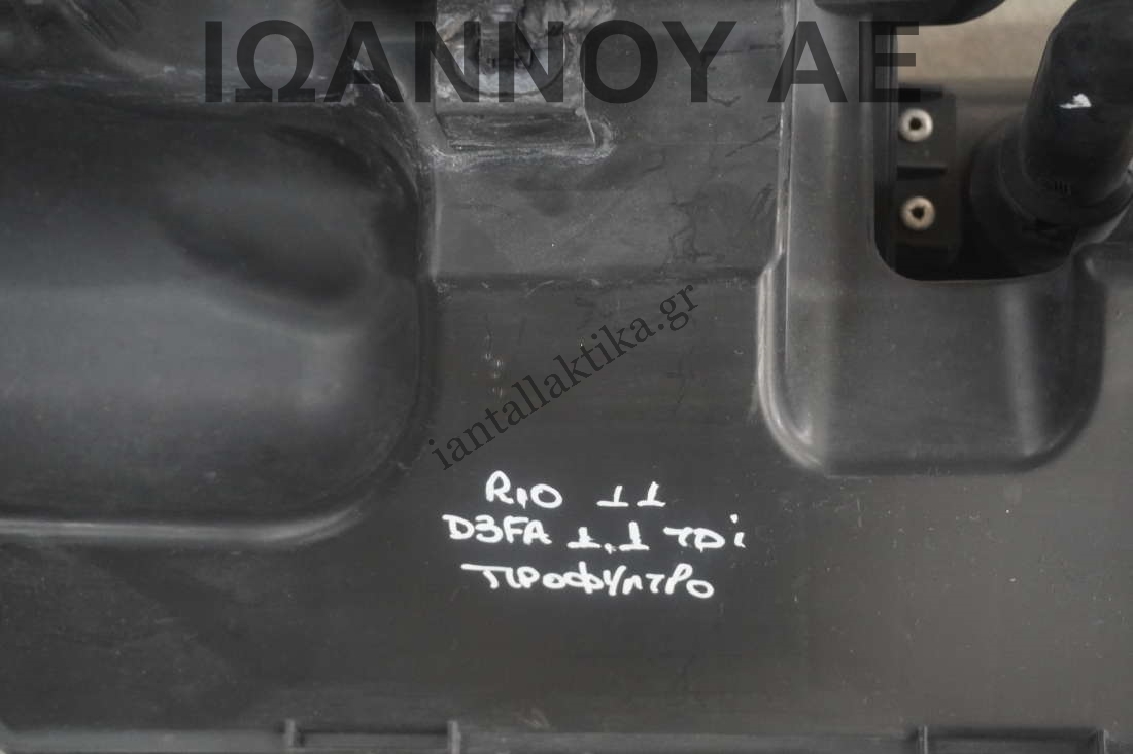 ΙΩΑΝΝΟΥ ΑΕ
iantallaktika.gr
RIO 11
D3FA 1.1 TDi
ΠΡΟΦΥΛΤΡΟ